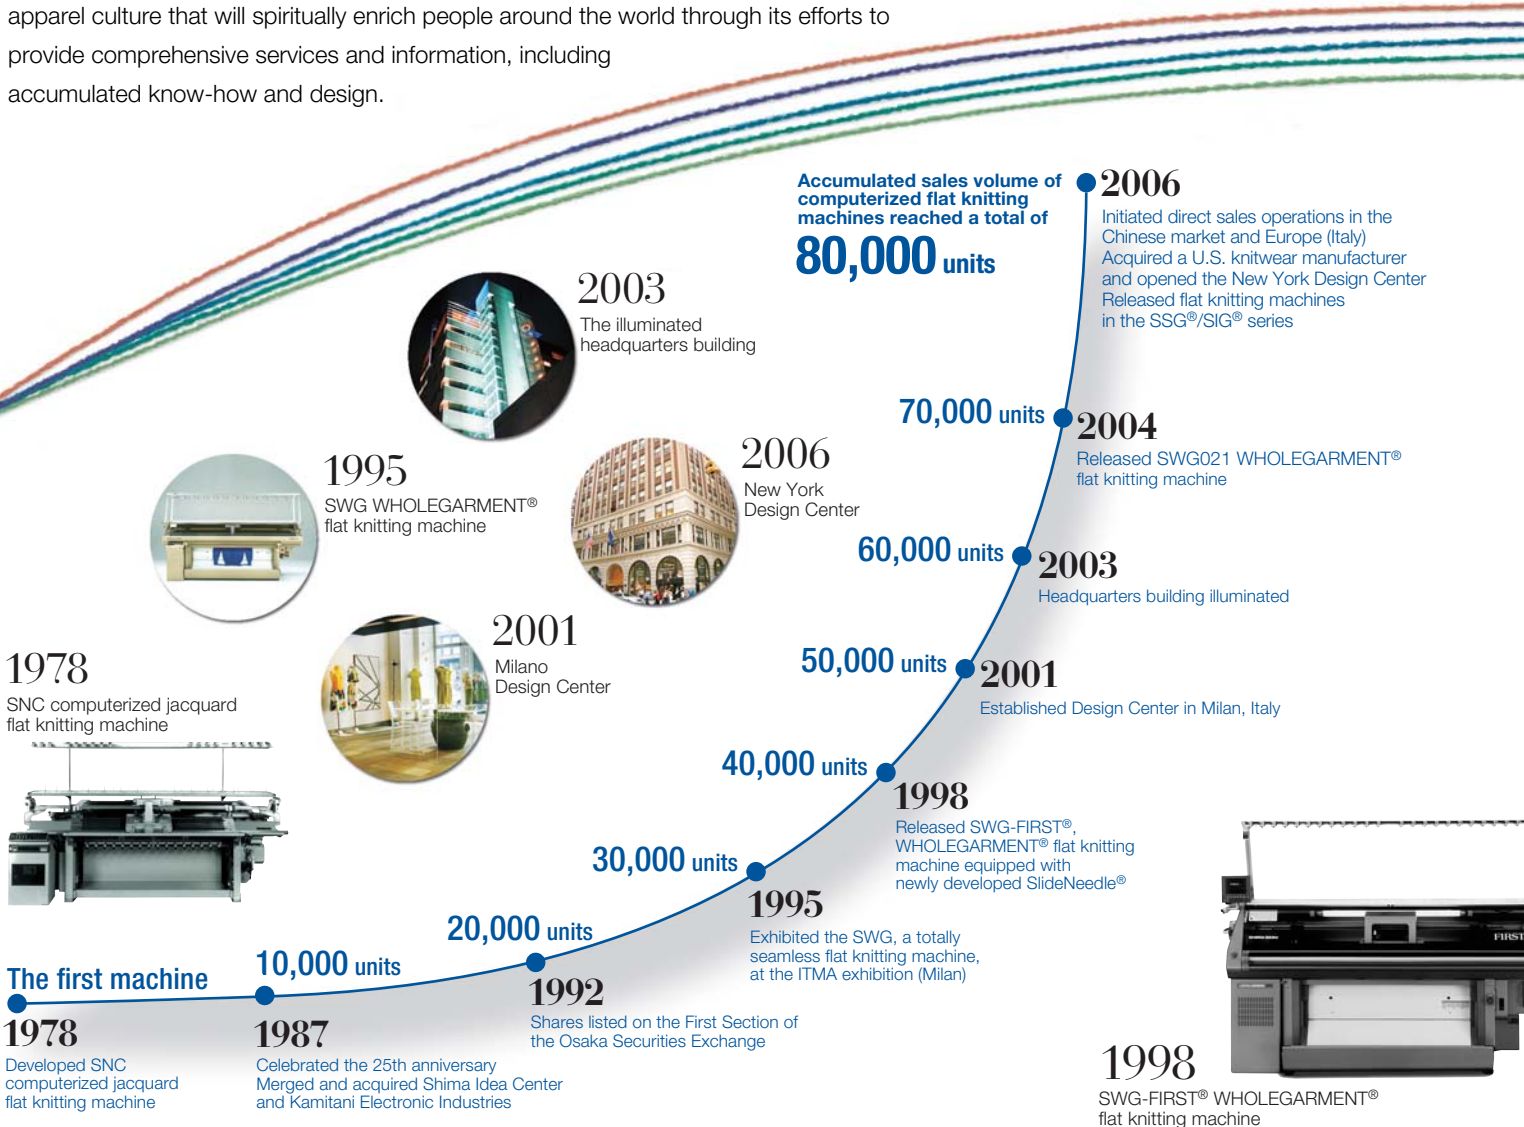 apparel culture that will spiritually enrich people around the world through its efforts to
provide comprehensive services and information, including
accumulated know-how and design.
Accumulated sales volume of
computerized flat knitting
machines reached a total of
80,000 units
2006
Initiated direct sales operations in the
Chinese market and Europe (Italy)
Acquired a U.S. knitwear manufacturer
and opened the New York Design Center
Released flat knitting machines
in the SSG®/SIG® series
2003
The illuminated
headquarters building
70,000 units
2004
Released SWG021 WHOLEGARMENT®
flat knitting machine
1995
SWG WHOLEGARMENT®
flat knitting machine
2006
New York
Design Center
60,000 units
2003
Headquarters building illuminated
2001
Milano
Design Center
50,000 units
2001
Established Design Center in Milan, Italy
1978
SNC computerized jacquard
flat knitting machine
40,000 units
1998
Released SWG-FIRST®,
WHOLEGARMENT® flat knitting
machine equipped with
newly developed SlideNeedle®
30,000 units
1995
Exhibited the SWG, a totally
seamless flat knitting machine,
at the ITMA exhibition (Milan)
20,000 units
1992
Shares listed on the First Section of
the Osaka Securities Exchange
10,000 units
1987
Celebrated the 25th anniversary
Merged and acquired Shima Idea Center
and Kamitani Electronic Industries
The first machine
1978
Developed SNC
computerized jacquard
flat knitting machine
FIRST
1998
SWG-FIRST® WHOLEGARMENT®
flat knitting machine